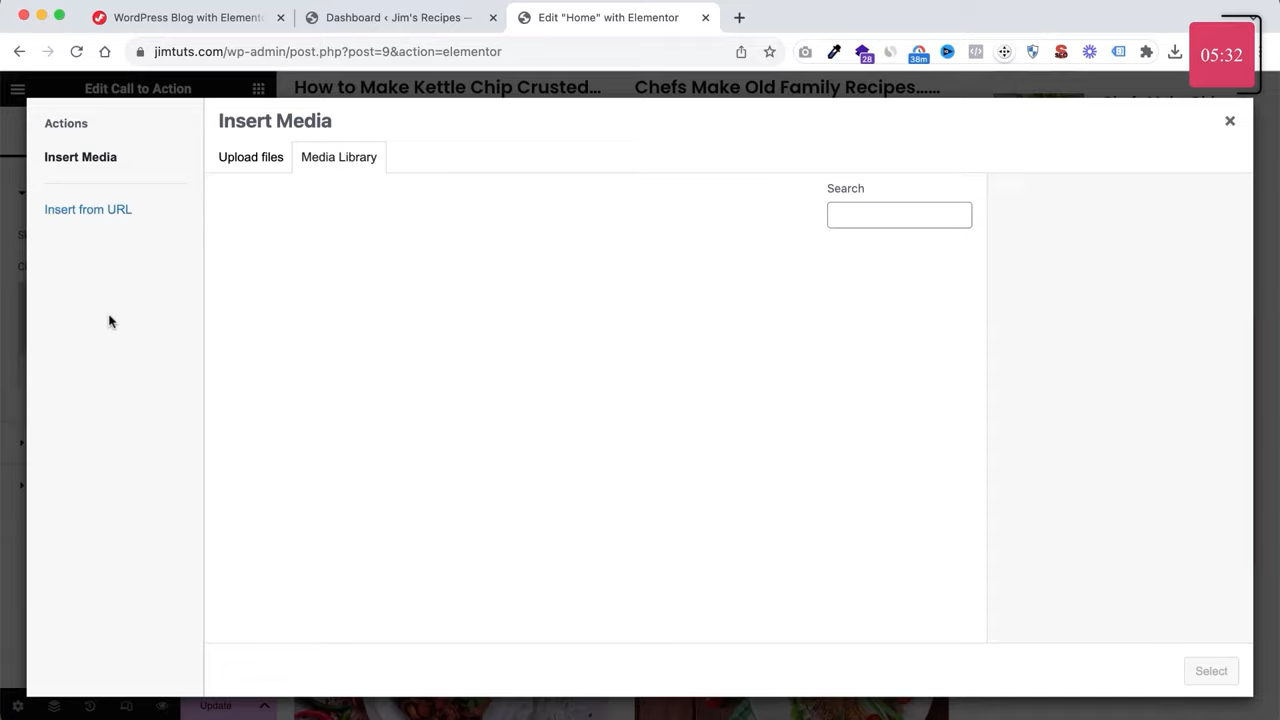 WordPress Blog with Element
Dashboard ‹ Jim's Recipes —
Edit "Home" with Elementor
jimtuts.com/wp-admin/post.php?post=9&action=elementor
28
38m
05:32
Edit Call to Action
How to Make Kettle Chip Crusted...
Chefs Make Old Family Recipes......
Actions
Insert Media
Insert from URL
Insert Media
Upload files
Media Library
Search
Select
Update